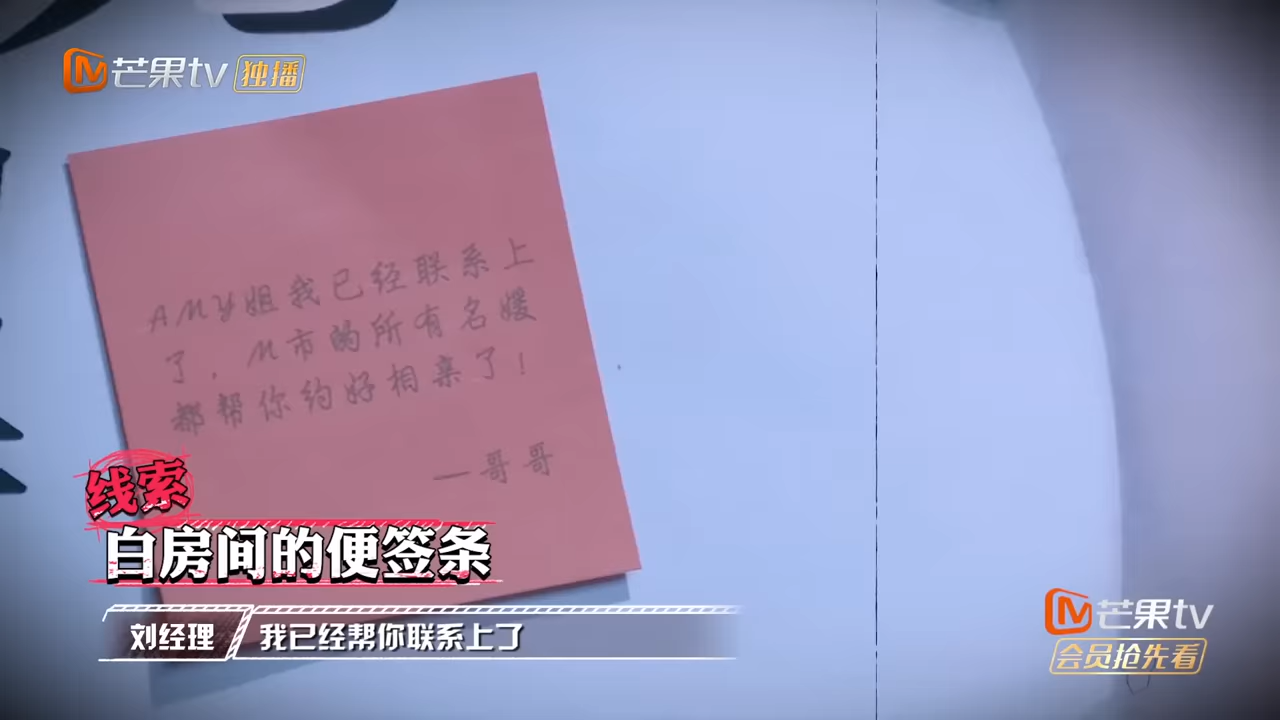 芒果tv 独播
AMY姐我已经联系上
了,M市的所有名媛
都帮你约好相亲了!
—哥哥
线索
白房间的便签条
刘经理 我已经帮你联系上了
芒果tv
会员抢先看